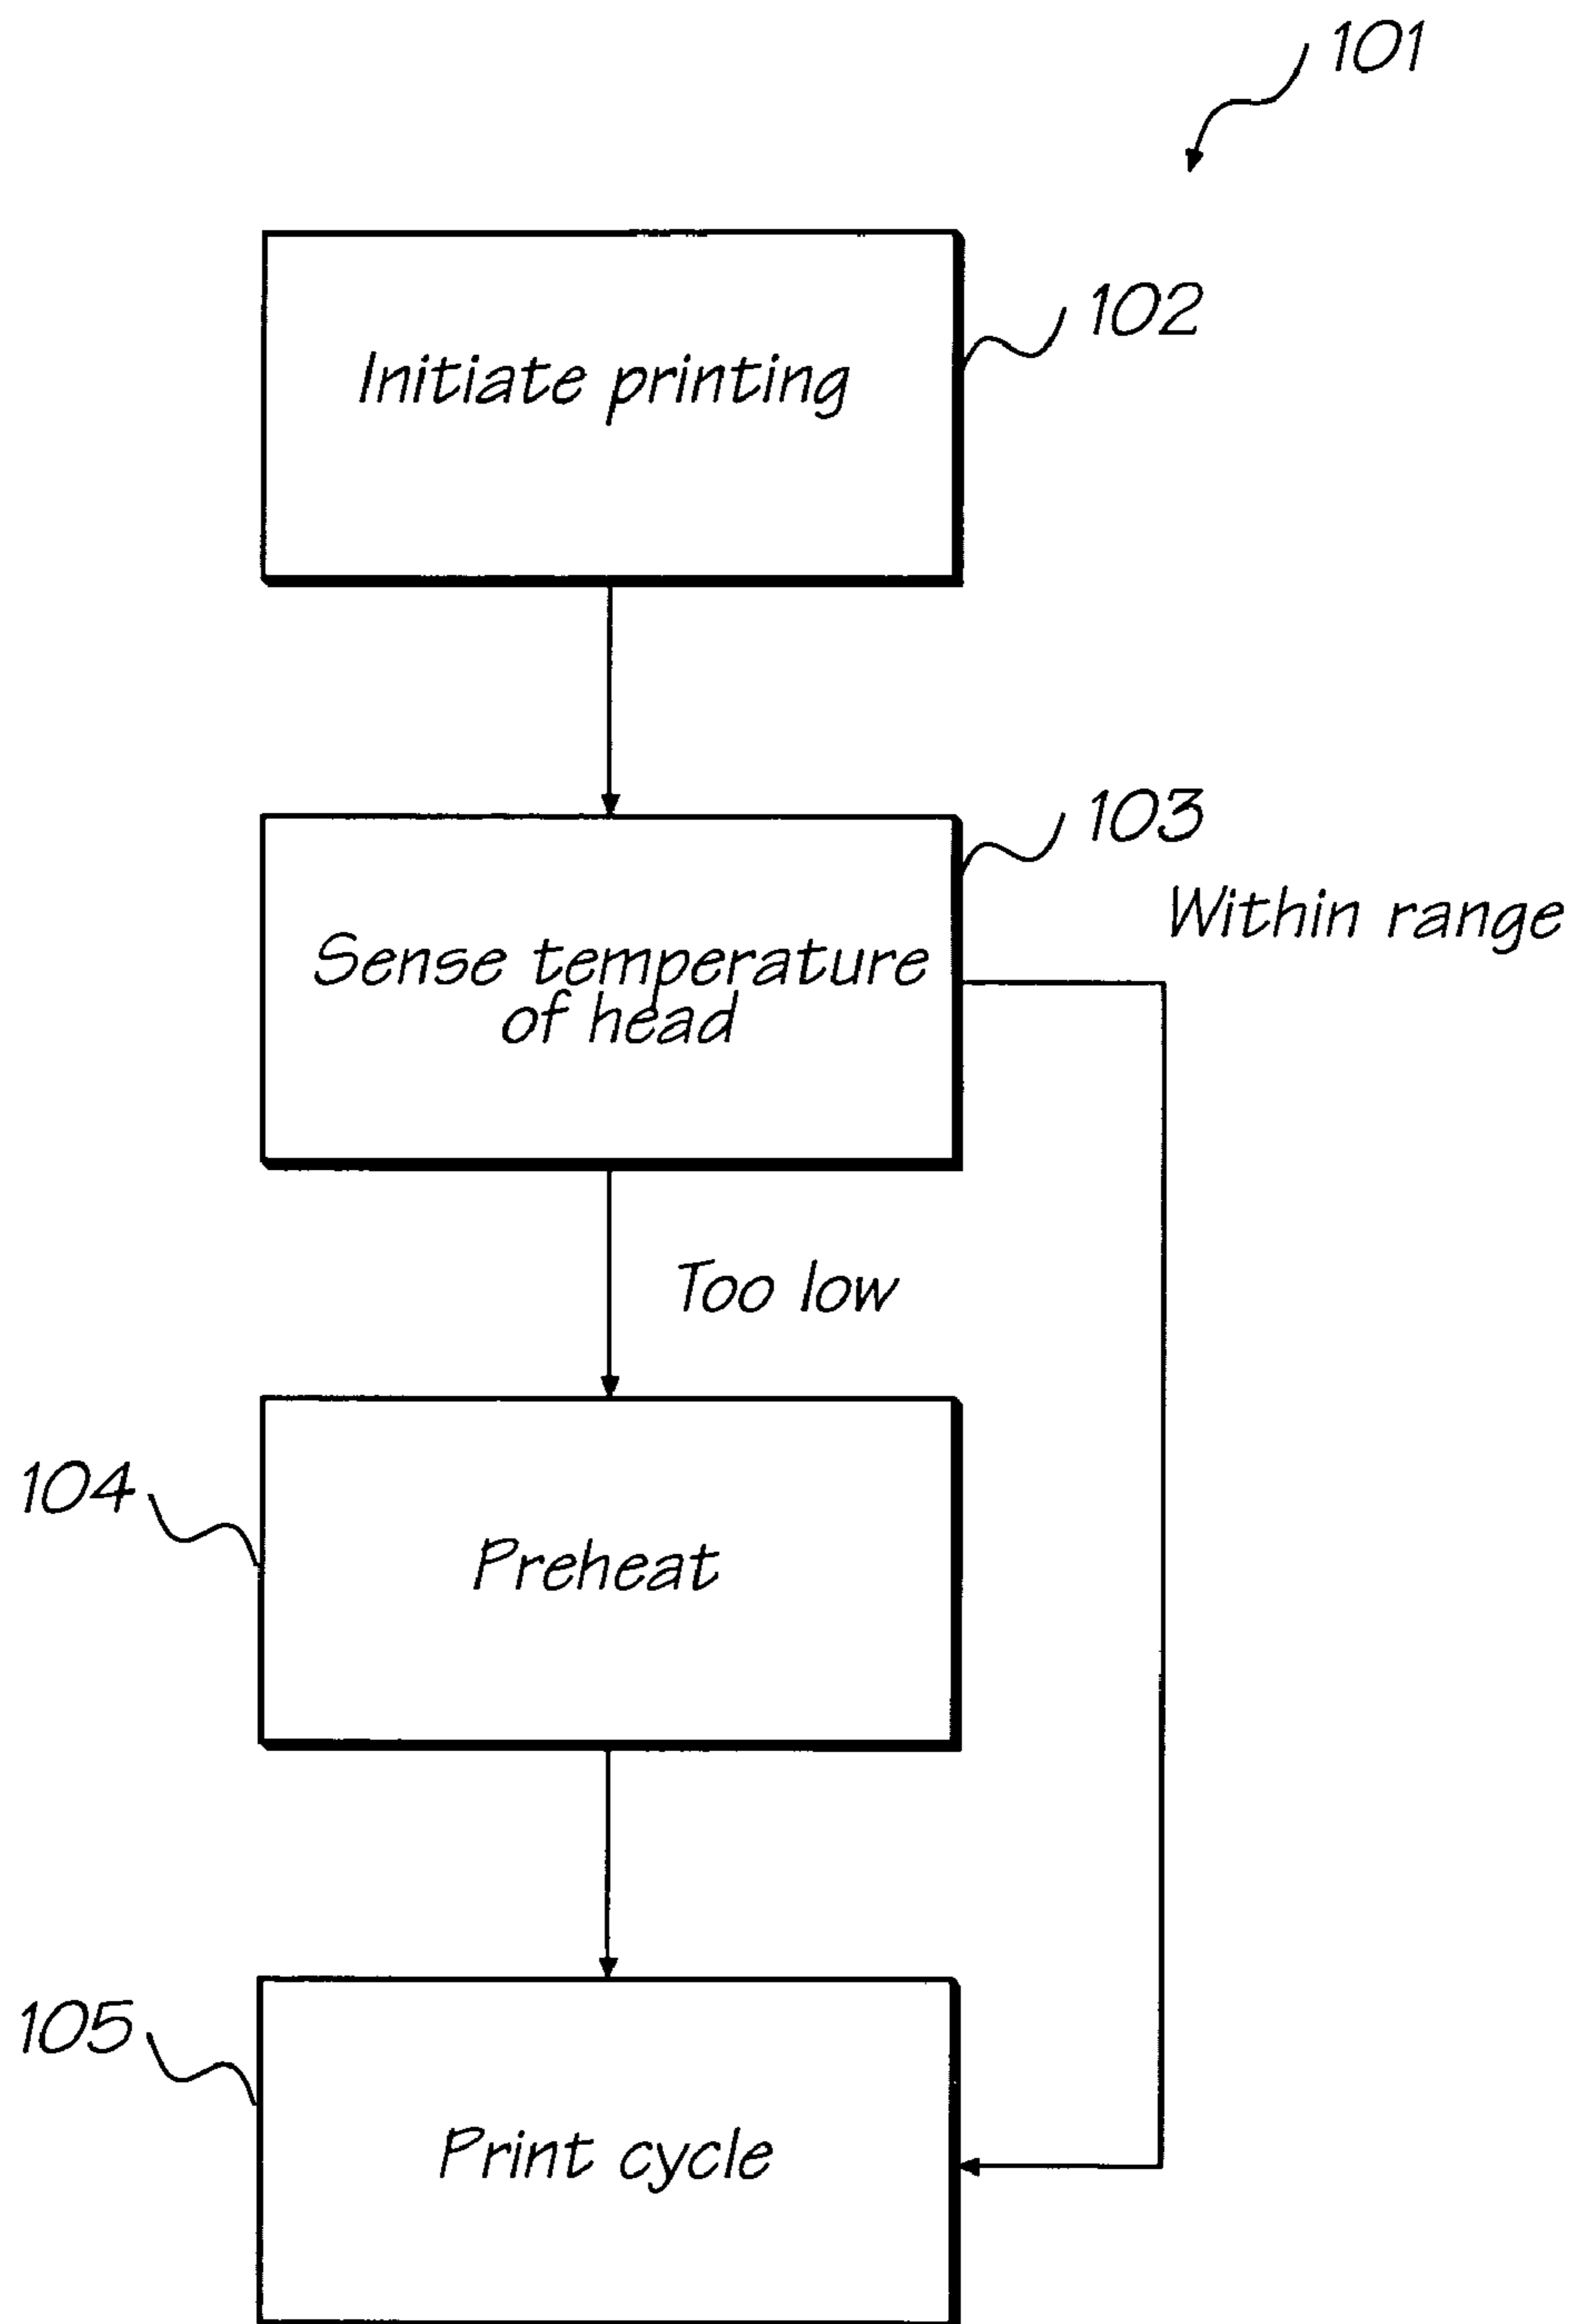 101
102
Initiate printing
103
Within range
Sense temperature
of head
Too low
104
Preheat
105
Print cycle